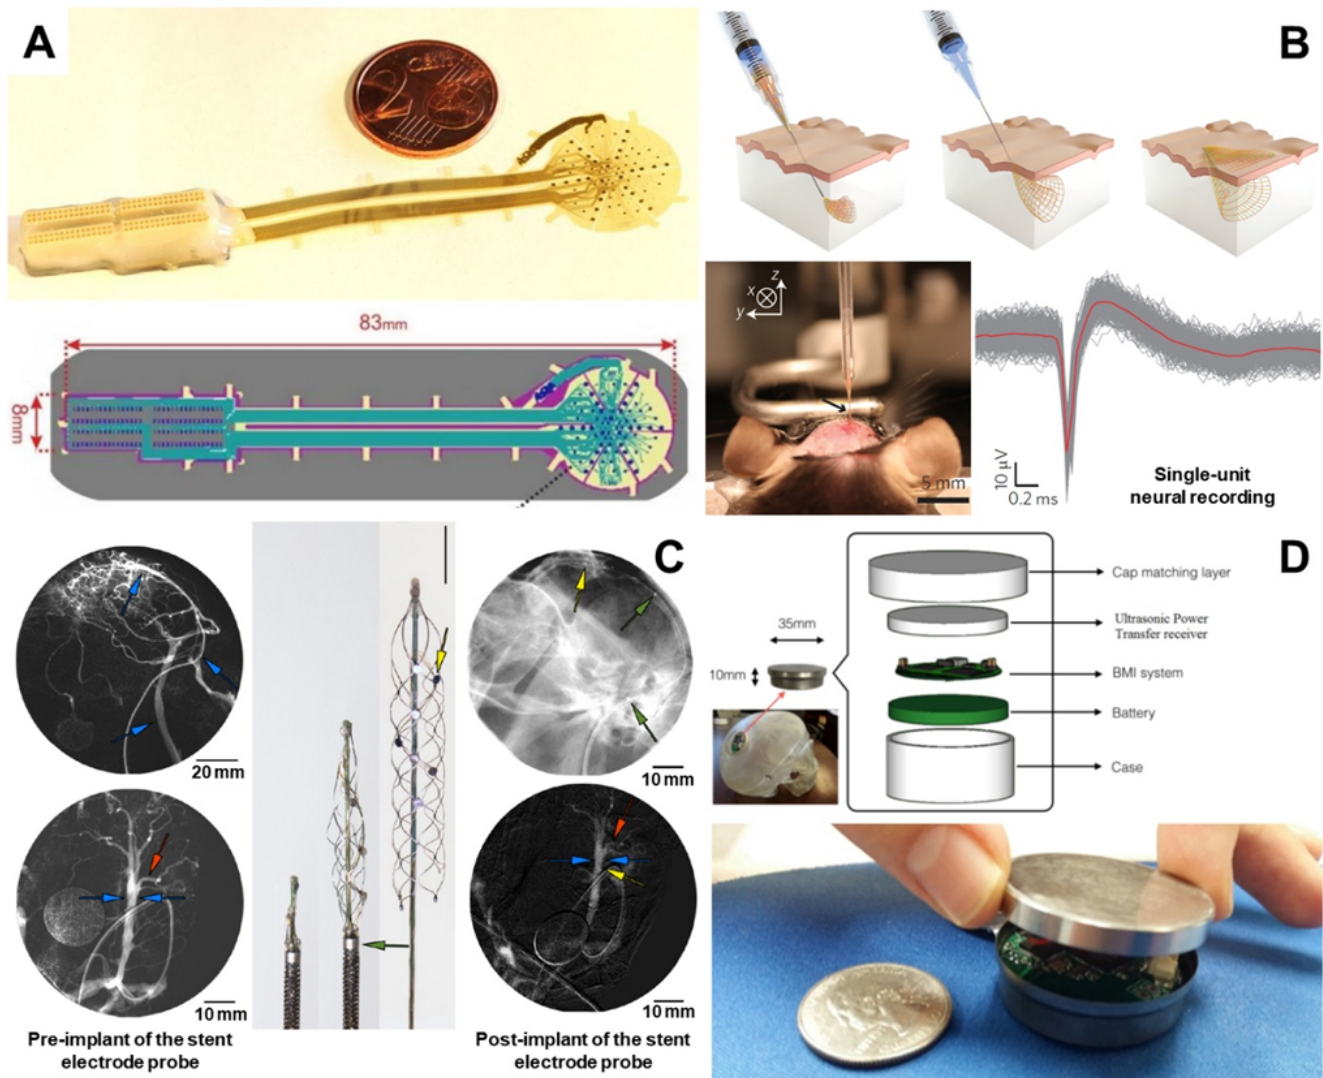 A
2
83mm
8mm
B
z
x
y
5 mm
10 µV
0.2 ms
Single-unit
neural recording
C
20 mm
10 mm
10 mm
10 mm
Pre-implant of the stent
electrode probe
Post-implant of the stent
electrode probe
D
35mm
10mm
Cap matching layer
Ultrasonic Power
Transfer receiver
BMI system
Battery
Case